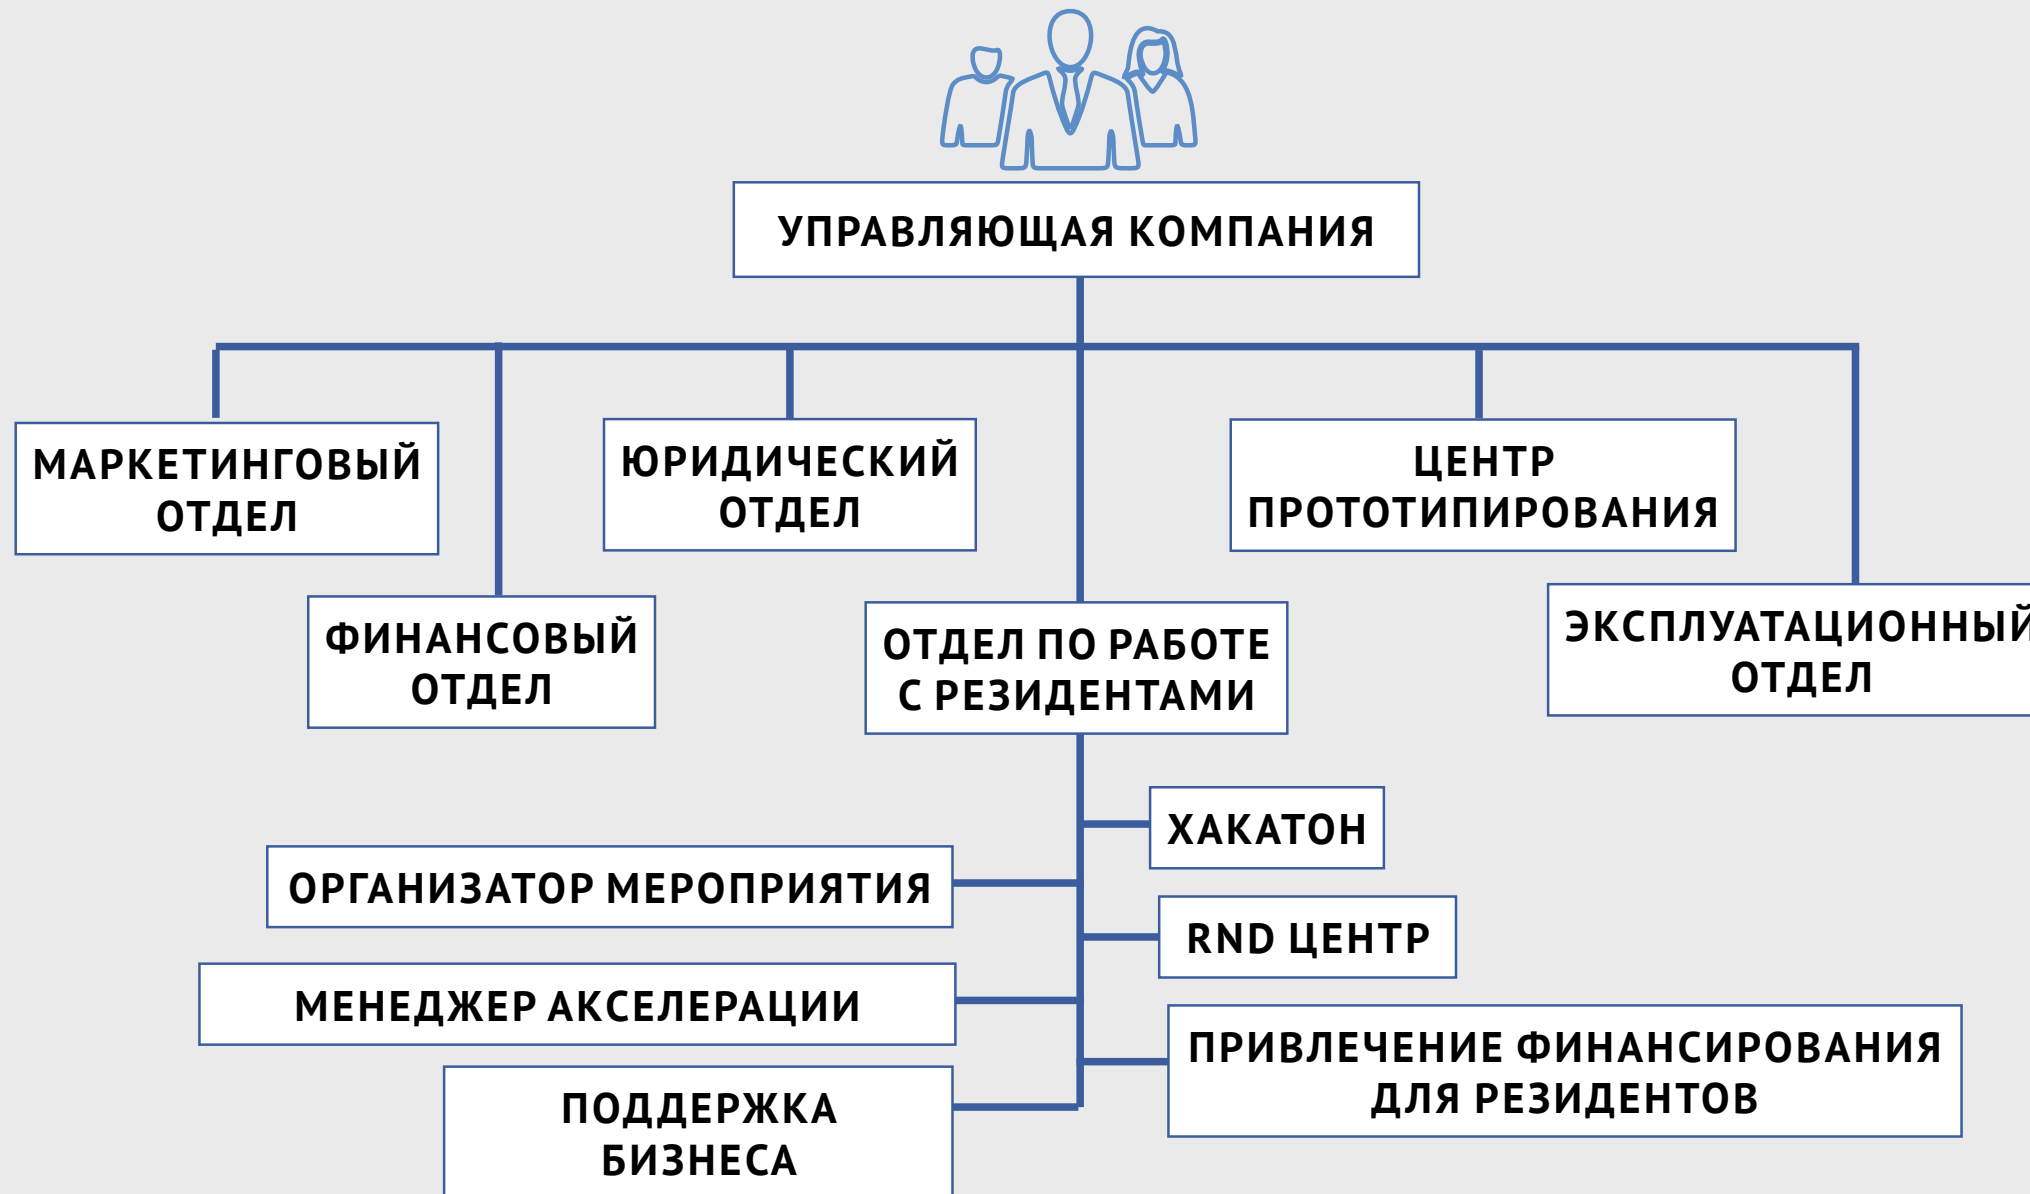 УПРАВЛЯЮЩАЯ КОМПАНИЯ
МАРКЕТИНГОВЫЙ
ОТДЕЛ
ЮРИДИЧЕСКИЙ
ОТДЕЛ
ЦЕНТР
ПРОТОТИПИРОВАНИЯ
ФИНАНСОВЫЙ
ОТДЕЛ
ОТДЕЛ ПО РАБОТЕ
С РЕЗИДЕНТАМИ
ЭКСПЛУАТАЦИОННЫЙ
ОТДЕЛ
ХАКАТОН
ОРГАНИЗАТОР МЕРОПРИЯТИЯ
RND ЦЕНТР
МЕНЕДЖЕР АКСЕЛЕРАЦИИ
ПРИВЛЕЧЕНИЕ ФИНАНСИРОВАНИЯ
ДЛЯ РЕЗИДЕНТОВ
ПОДДЕРЖКА
БИЗНЕСА